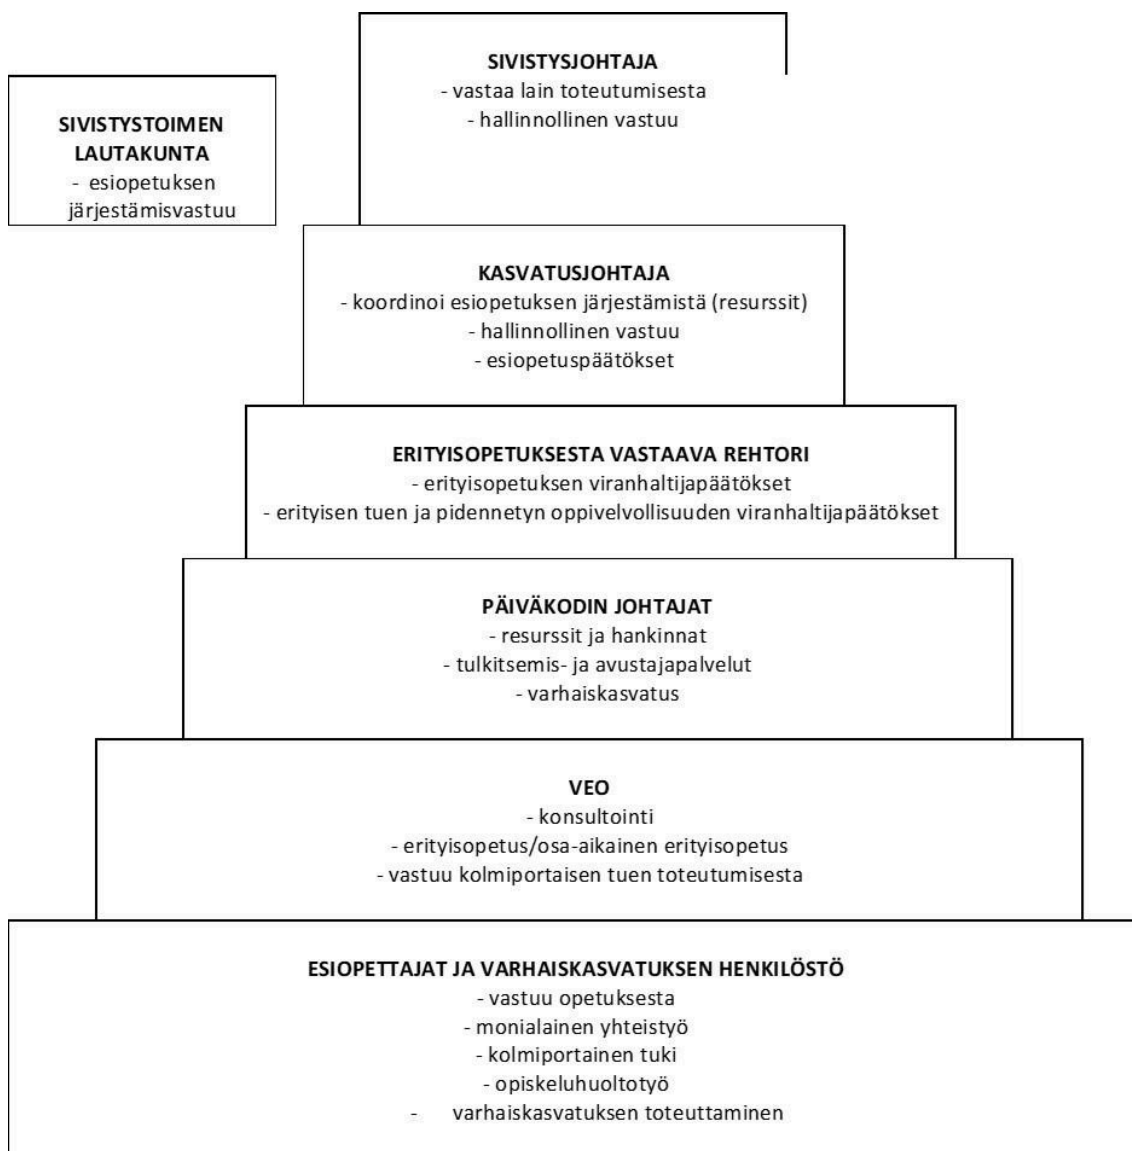 SIVISTYSJOHTAJA
- vastaa lain toteutumisesta
- hallinnollinen vastuu
SIVISTYSTOIMEN
LAUTAKUNTA
- esiopetuksen
järjestämisvastuu
KASVATUSJOHTAJA
- koordinoi esiopetuksen järjestämistä (resurssit)
- hallinnollinen vastuu
- esiopetuspäätökset
ERITYISOPETUKSESTA VASTAAVA REHTORI
- erityisopetuksen viranhaltijapäätökset
- erityisen tuen ja pidennetyn oppivelvollisuuden viranhaltijapäätökset
PÄIVÄKODIN JOHTAJAT
- resurssit ja hankinnat
- tulkitsemis- ja avustajapalvelut
- varhaiskasvatus
VEO
- konsultointi
- erityisopetus/osa-aikainen erityisopetus
- vastuu kolmiportaisen tuen toteutumisesta
ESIOPETTAJAT JA VARHAISKASVATUKSEN HENKILÖSTÖ
- vastuu opetuksesta
- monialainen yhteistyö
- kolmiportainen tuki
- opiskeluhuoltotyö
- varhaiskasvatuksen toteuttaminen